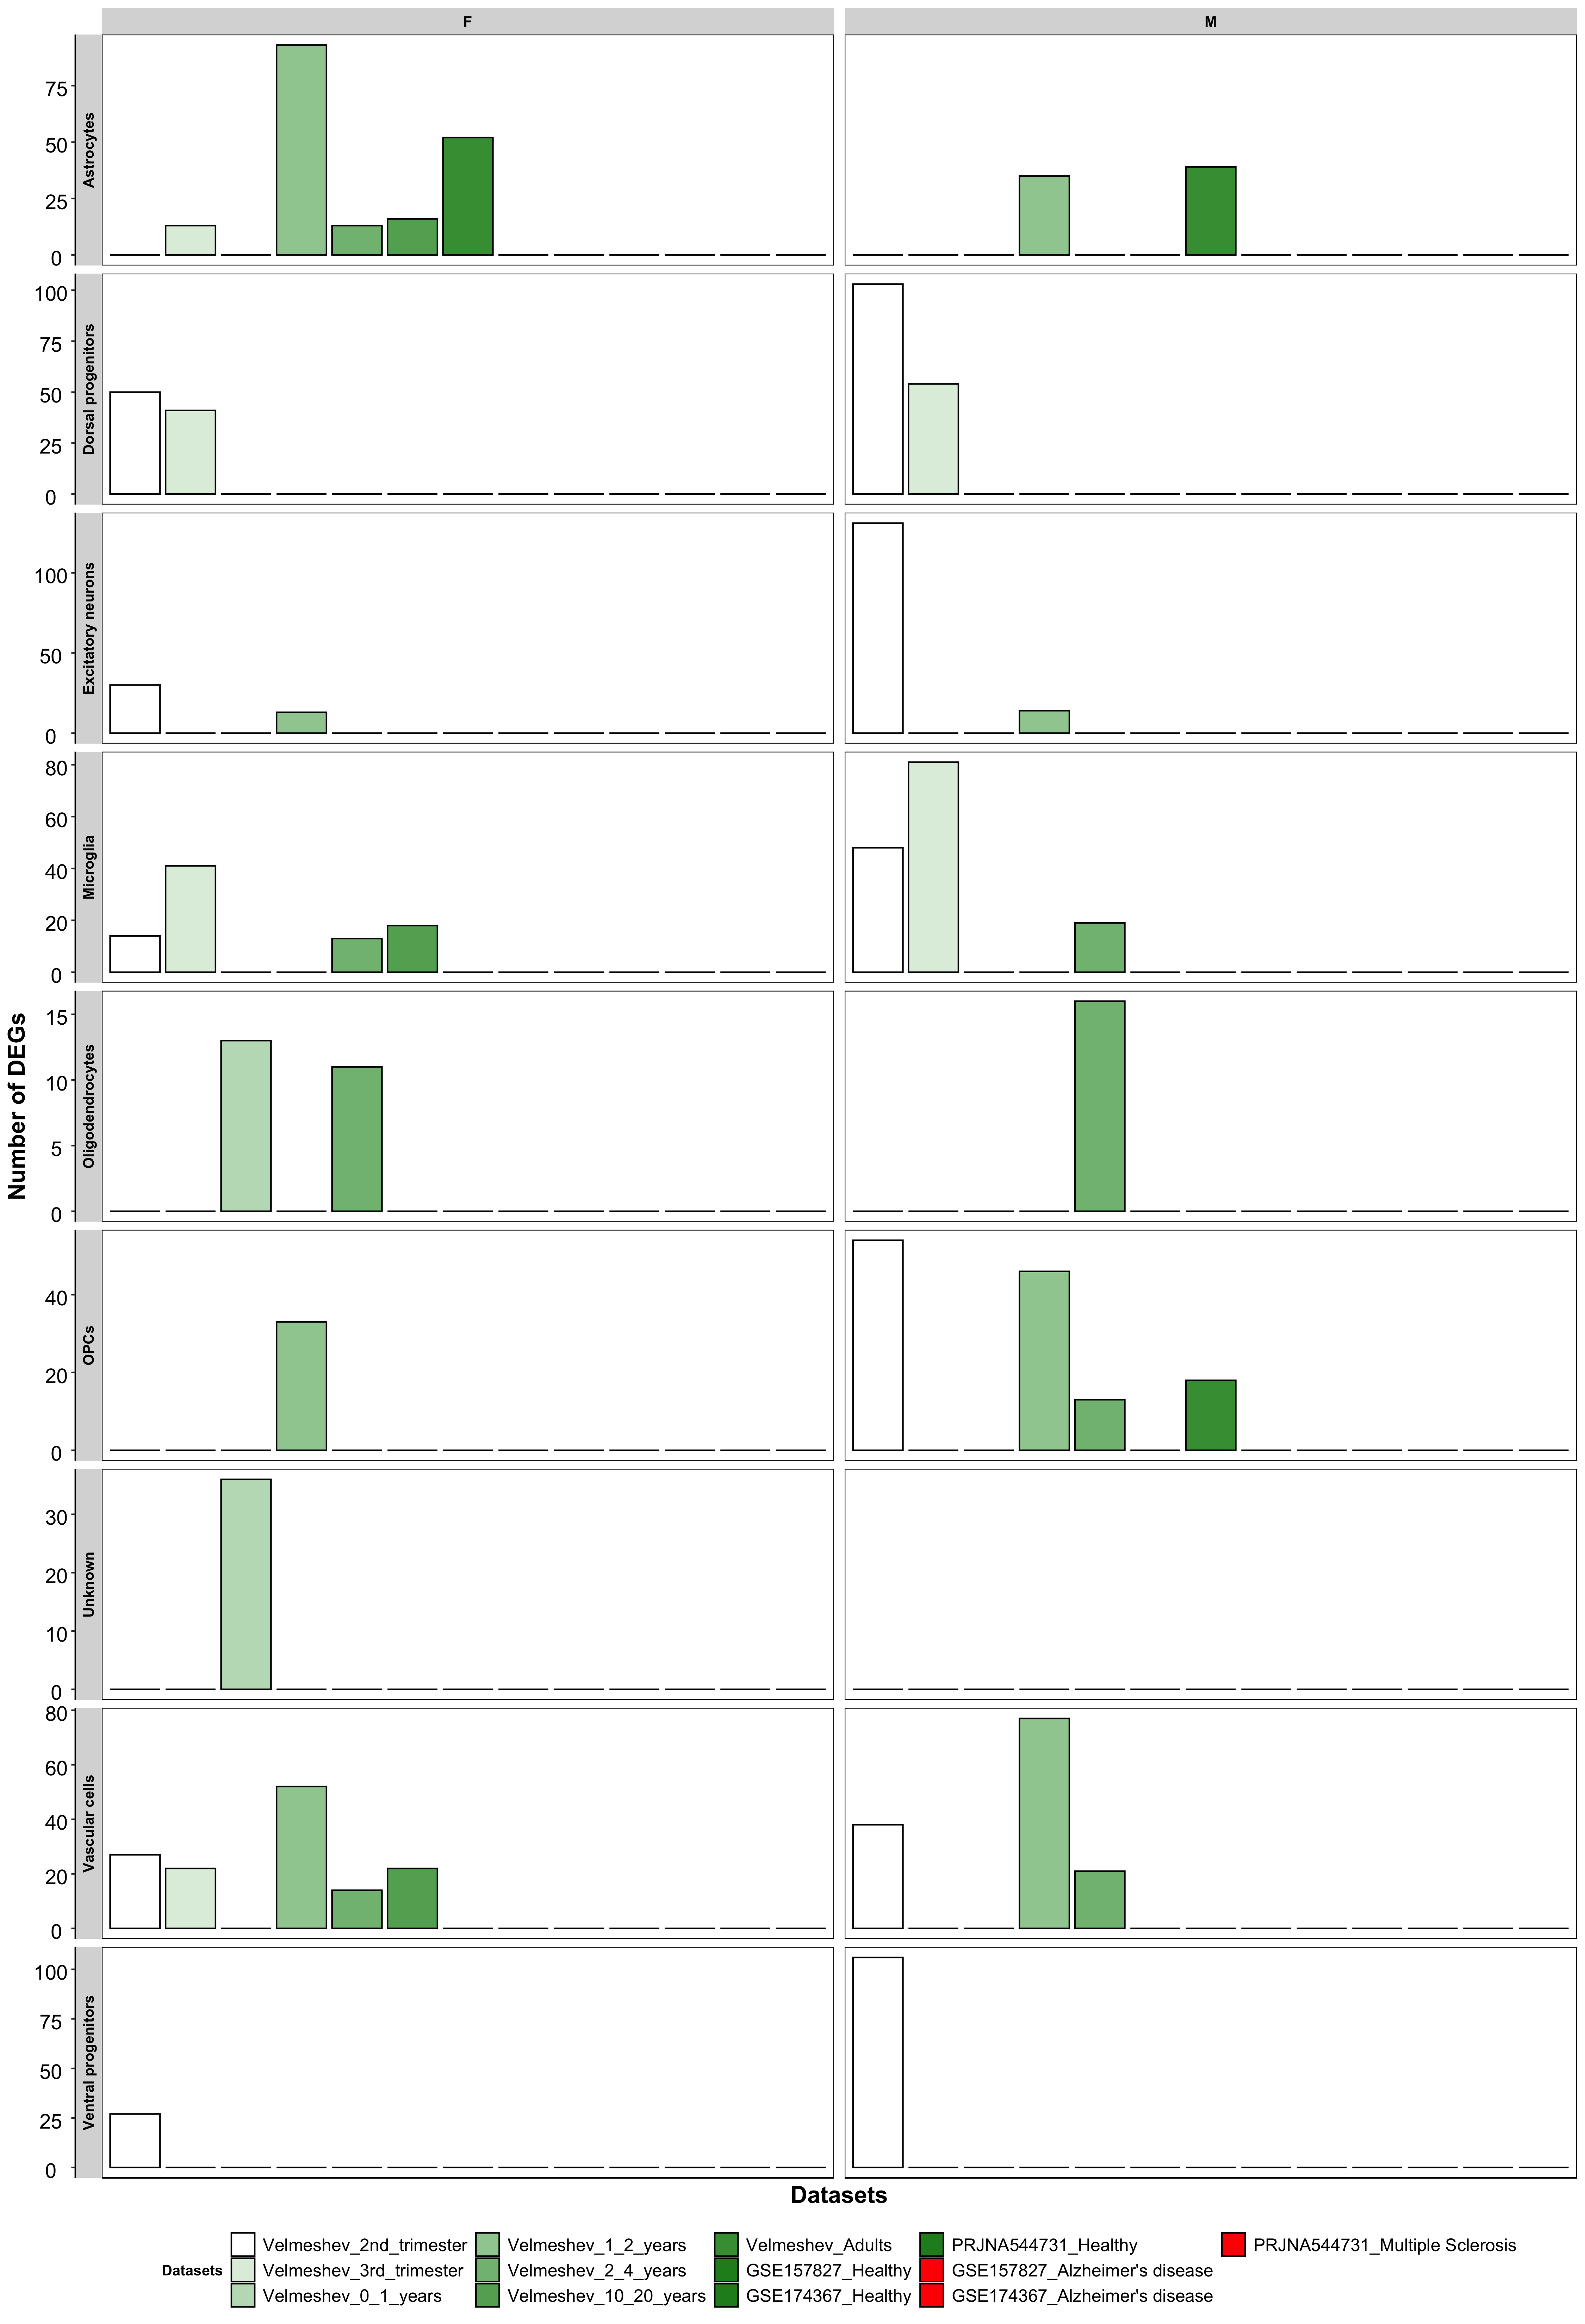 F
M
Number of DEGs
Astrocytes
75
50
25
0
Dorsal progenitors
100
75
50
25
0
Excitatory neurons
100
50
0
Microglia
80
60
40
20
0
Oligodendrocytes
15
10
5
0
OPCs
40
20
0
Unknown
30
20
10
0
Vascular cells
80
60
40
20
0
Ventral progenitors
100
75
50
25
0
Datasets
Datasets
Velmeshev_2nd_trimester
Velmeshev_3rd_trimester
Velmeshev_0_1_years
Velmeshev_1_2_years
Velmeshev_2_4_years
Velmeshev_10_20_years
Velmeshev_Adults
GSE157827_Healthy
GSE174367_Healthy
PRJNA544731_Healthy
GSE157827_Alzheimer's disease
GSE174367_Alzheimer's disease
PRJNA544731_Multiple Sclerosis